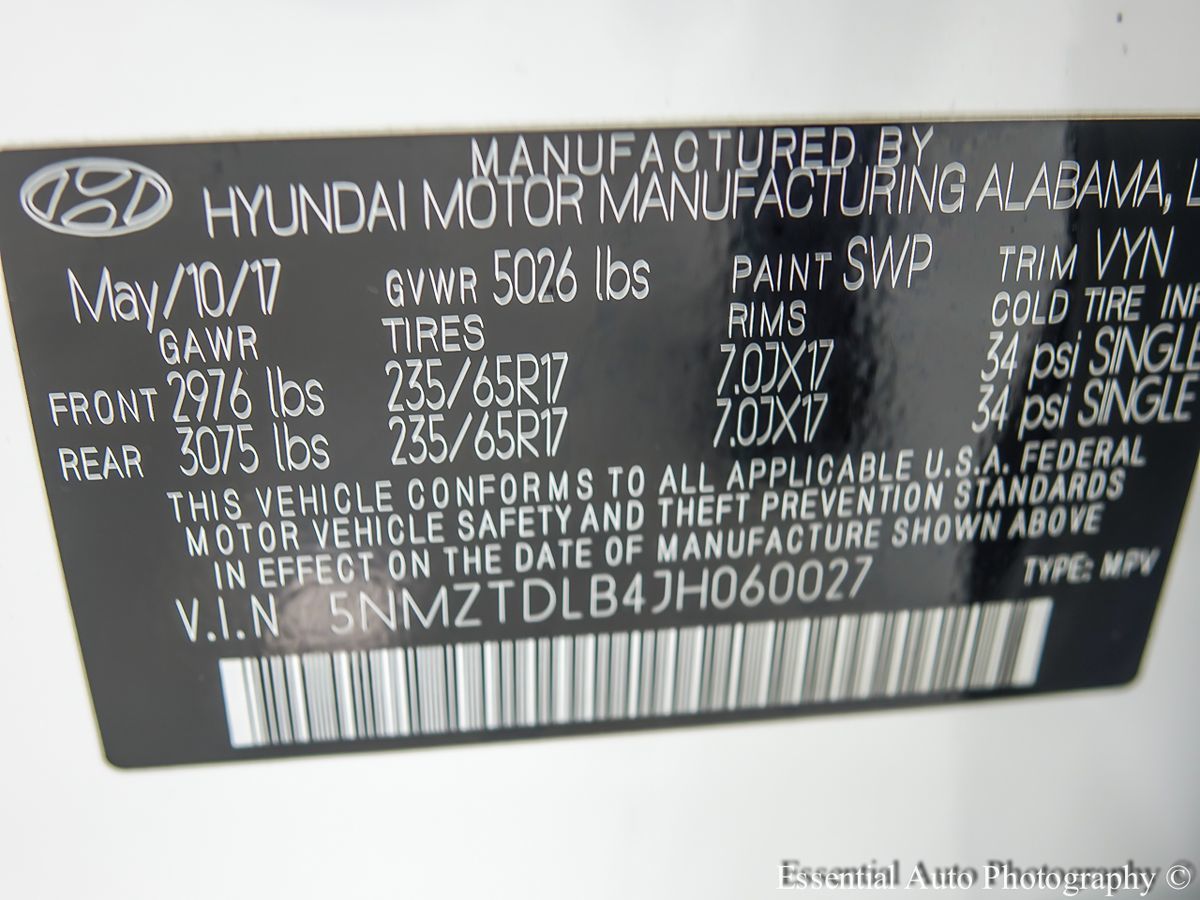 MANUFACTURED BY
HYUNDAI MOTOR MANUFACTURING ALABAMA,
May/10/17 GVWR 5026 lbs PAINT SWP TRIM VYN
GAWR TIRES RIMS COLD TIRE
FRONT 2976 lbs 235/65R17 7.0JX17 34 psi SINGLE
REAR 3075 lbs 235/65R17 7.0JX17 34 psi SINGLE
THIS VEHICLE CONFORMS TO ALL APPLICABLE U.S.A. FEDERAL
MOTOR VEHICLE SAFETY AND THEFT PREVENTION STANDARDS
IN EFFECT ON THE DATE OF MANUFACTURE SHOWN ABOVE
V.I.N 5NMZTDLB4JH060027 TYPE: M.P.V
Essential Auto Photography ©